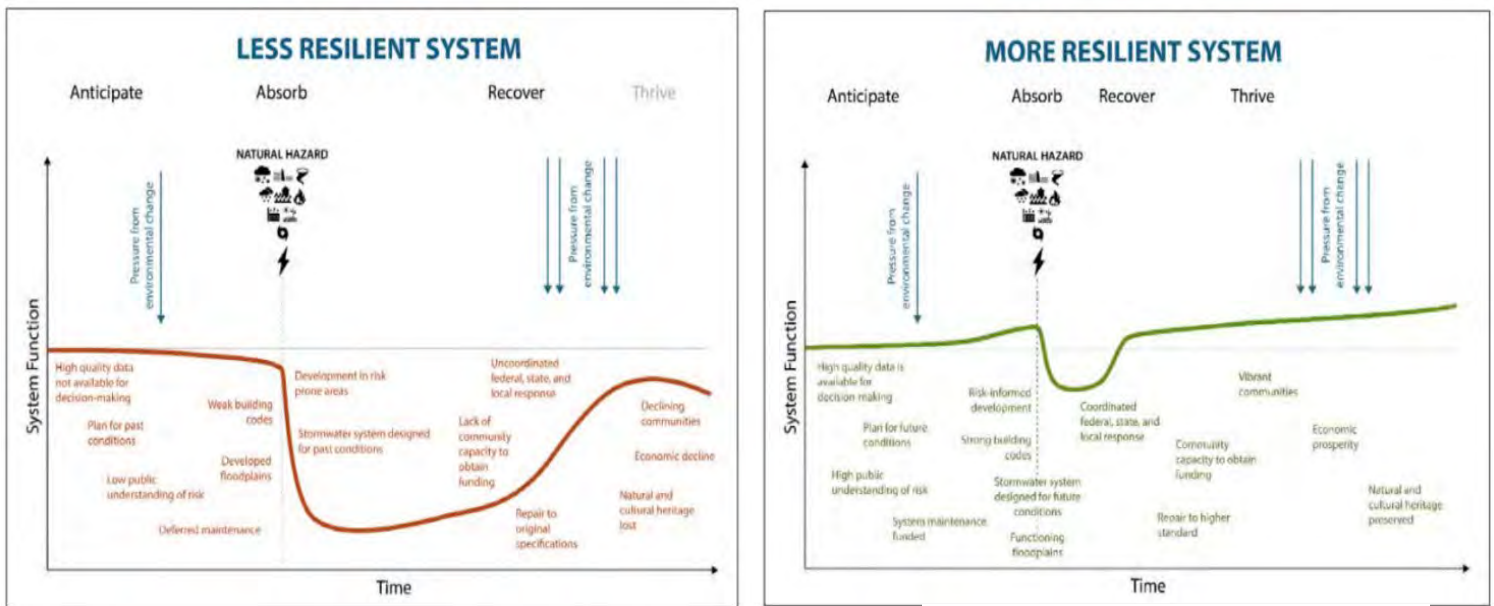 LESS RESILIENT SYSTEM
Anticipate
Absorb
Recover
Thrive
NATURAL HAZARD
Pressure from
environmental change
Pressure from
environmental change
System Function
High quality data
not available for
decision-making
Plan for past
conditions
Low public
understanding of risk
Deferred maintenance
Weak building
codes
Developed
floodplains
Development in risk
prone areas
Stormwater system designed
for past conditions
Uncoordinated
federal, state, and
local response
Lack of
community
capacity to
obtain
funding
Repair to
original
specifications
Declining
communities
Economic decline
Natural and
cultural heritage
lost
Time
MORE RESILIENT SYSTEM
Anticipate
Absorb
Recover
Thrive
NATURAL HAZARD
Pressure from
environmental change
Pressure from
environmental change
System Function
High quality data is
available for
decision-making
Plan for future
conditions
High public
understanding of risk
System maintenance
funded
Risk-informed
development
Strong building
codes
Stormwater system
designed for future
conditions
Functioning
floodplains
Coordinated
federal, state, and
local response
Community
capacity to obtain
funding
Repair to higher
standard
Vibrant
communities
Economic
prosperity
Natural and
cultural heritage
preserved
Time